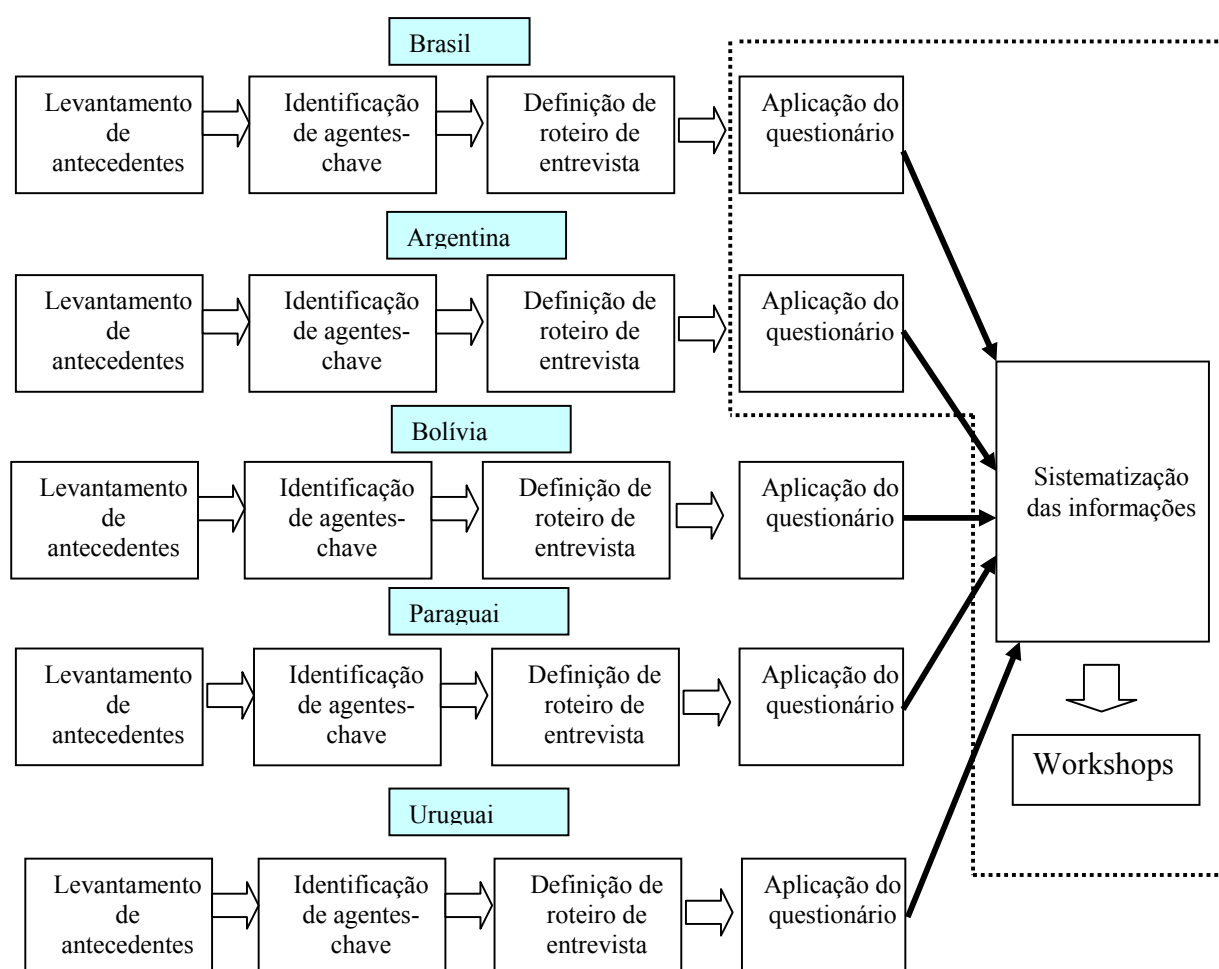 Brasil
Levantamento
de
antecedentes
Identificação
de agentes-
chave
Definição de
roteiro de
entrevista
Aplicação do
questionário
Argentina
Levantamento
de
antecedentes
Identificação
de agentes-
chave
Definição de
roteiro de
entrevista
Aplicação do
questionário
Bolívia
Levantamento
de
antecedentes
Identificação
de agentes-
chave
Definição de
roteiro de
entrevista
Aplicação do
questionário
Sistematização
das informações
Paraguai
Levantamento
de
antecedentes
Identificação
de agentes-
chave
Definição de
roteiro de
entrevista
Aplicação do
questionário
Workshops
Uruguai
Levantamento
de
antecedentes
Identificação
de agentes-
chave
Definição de
roteiro de
entrevista
Aplicação do
questionário